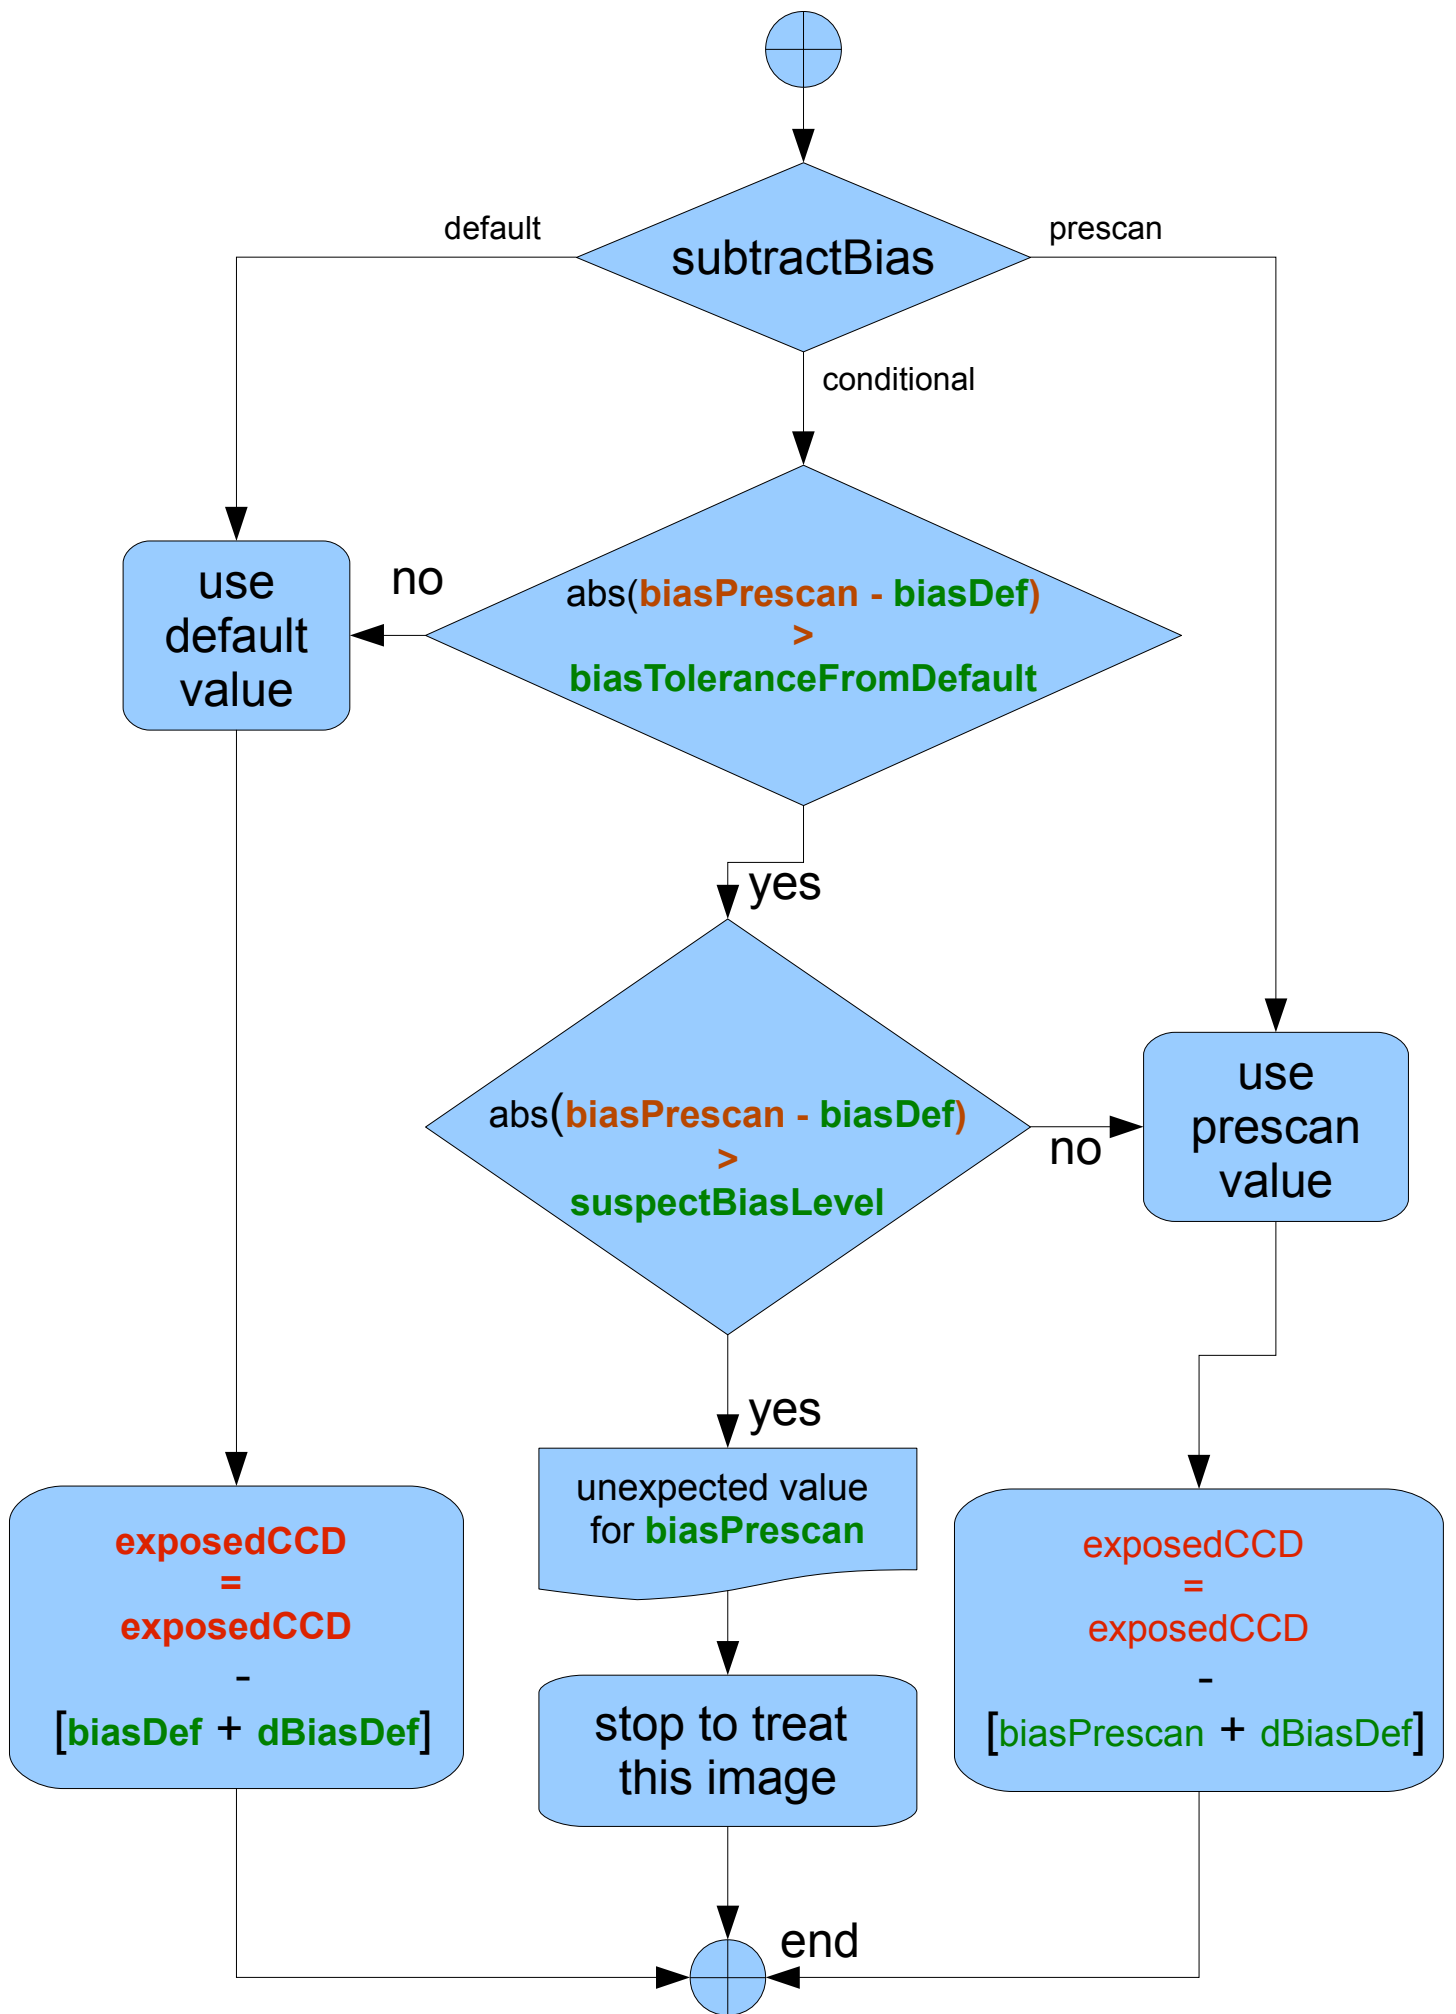 default
prescan
subtractBias
conditional
use
default
value
no
abs(biasPrescan - biasDef)
>
biasToleranceFromDefault
yes
abs(biasPrescan - biasDef)
>
suspectBiasLevel
no
use
prescan
value
yes
unexpected value
for biasPrescan
exposedCCD
=
exposedCCD
-
[biasDef + dBiasDef]
exposedCCD
=
exposedCCD
-
[biasPrescan + dBiasDef]
stop to treat
this image
end